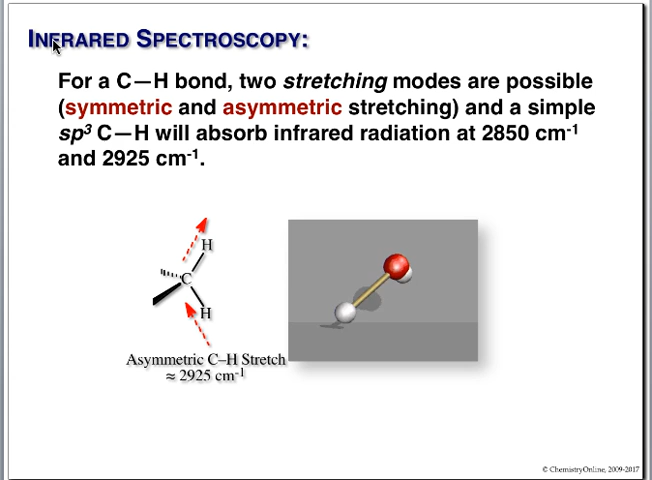 INFRARED SPECTROSCOPY:
For a C—H bond, two stretching modes are possible
(symmetric and asymmetric stretching) and a simple
sp³ C—H will absorb infrared radiation at 2850 cm⁻¹
and 2925 cm⁻¹.
H
C
H
Asymmetric C–H Stretch
≈ 2925 cm⁻¹
© ChemistryOnline, 2009-2017